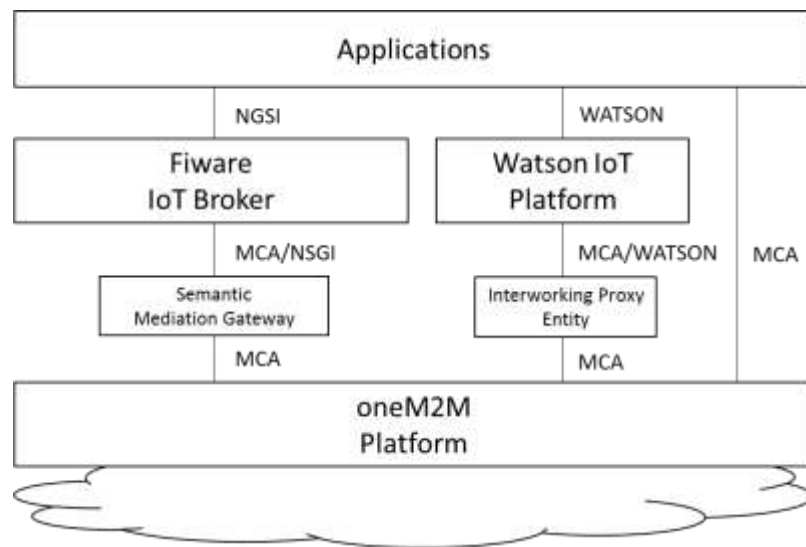 Applications
NGSI
WATSON
Fiware
IoT Broker
Watson IoT
Platform
MCA/NSGI
MCA/WATSON
MCA
Semantic
Mediation Gateway
Interworking Proxy
Entity
MCA
MCA
oneM2M
Platform